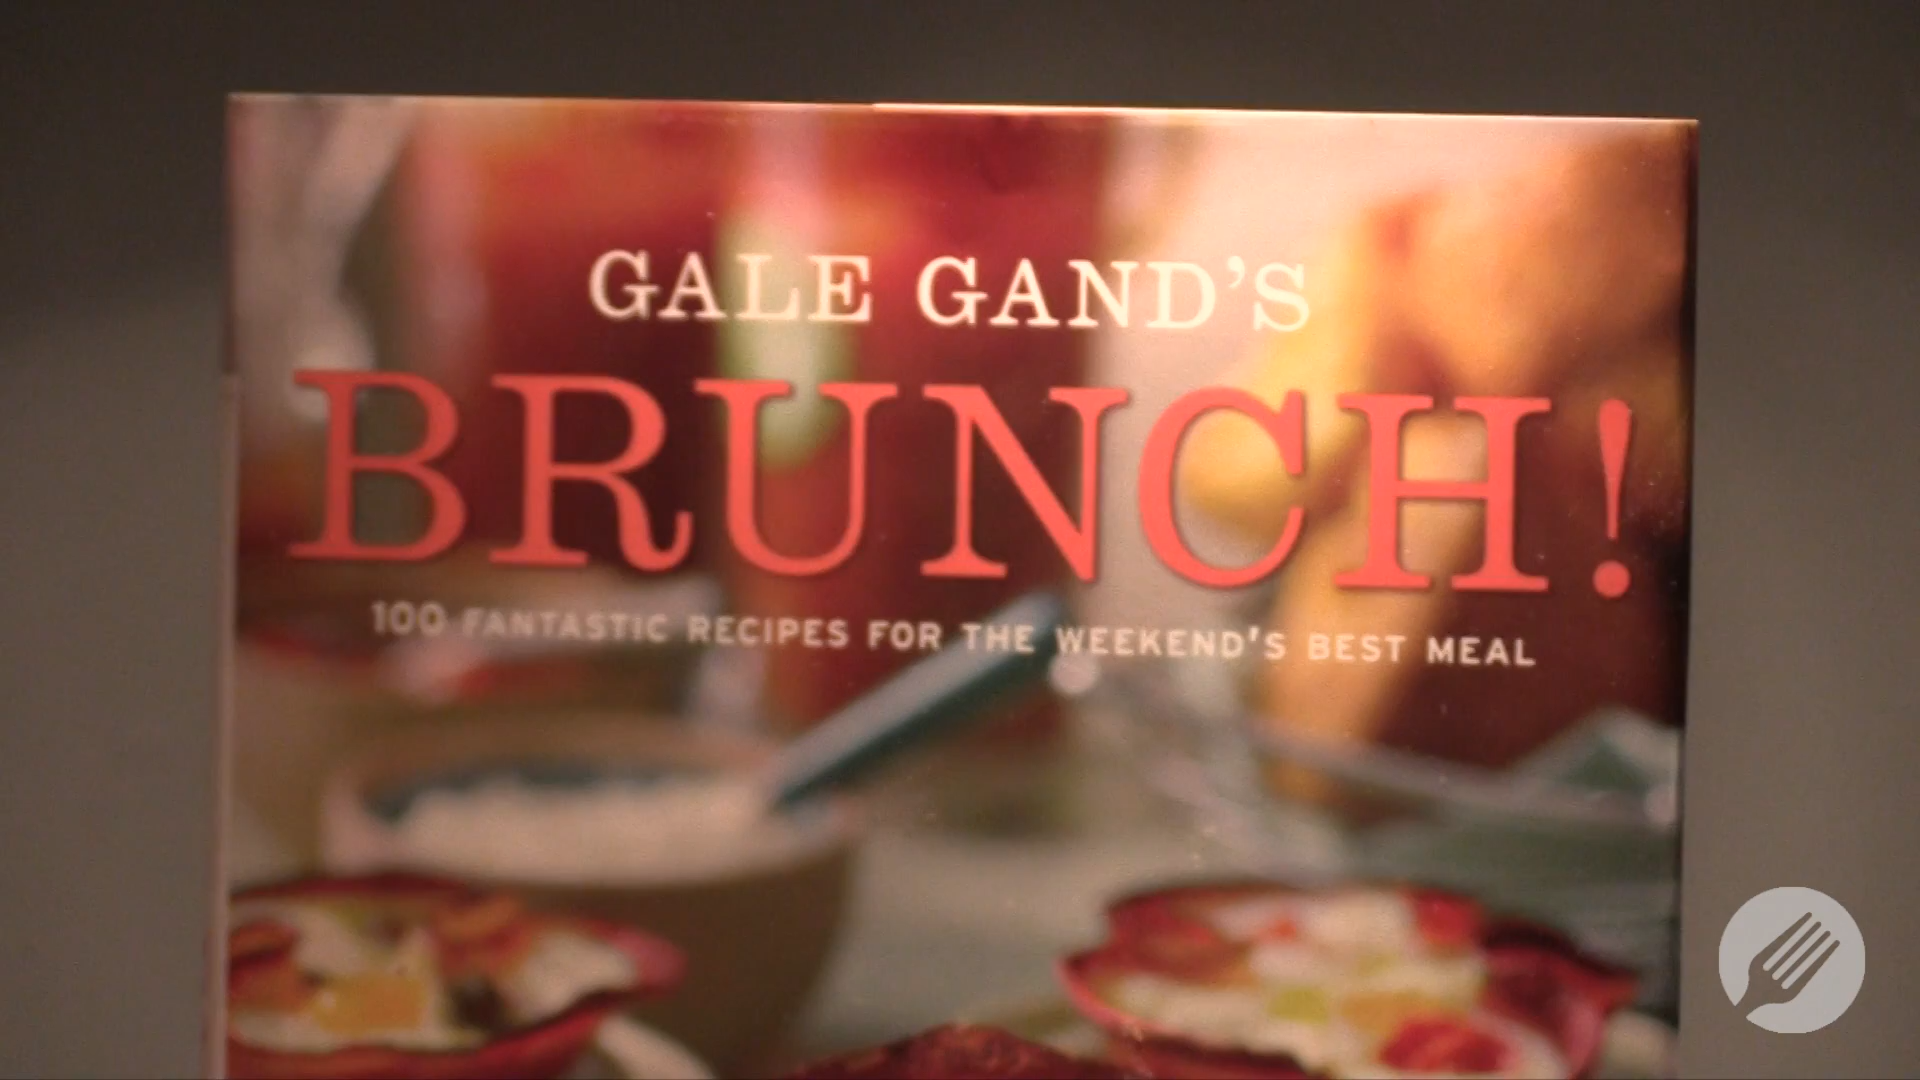 GALE GAND'S
BRUNCH!
100 FANTASTIC RECIPES FOR THE WEEKEND'S BEST MEAL